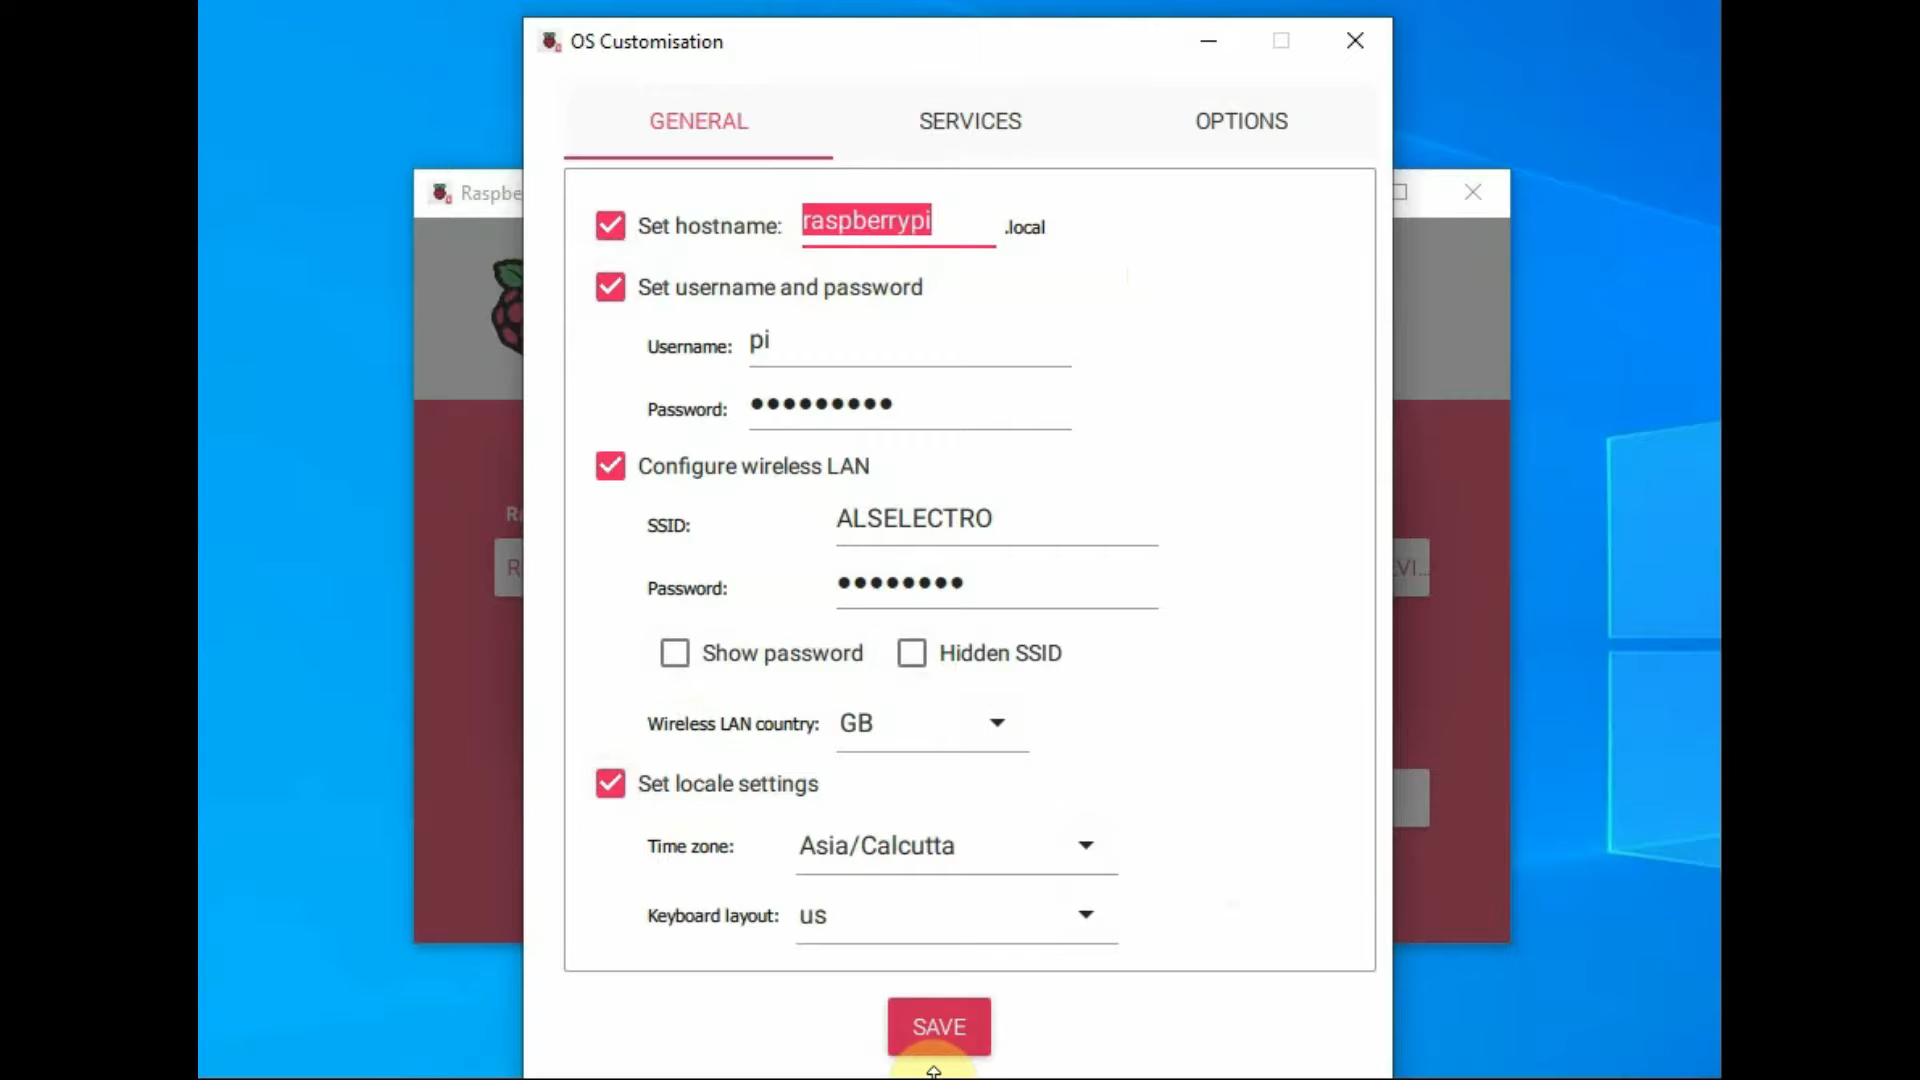 OS Customisation
GENERAL SERVICES OPTIONS
Raspbe
Set hostname: raspberrypi .local
Set username and password
Username: pi
Password: ●●●●●●●●●
Configure wireless LAN
SSID: ALSELECTRO
R
Password: ●●●●●●●●
R VI...
Show password Hidden SSID
Wireless LAN country: GB
Set locale settings
Time zone: Asia/Calcutta
Keyboard layout: us
SAVE